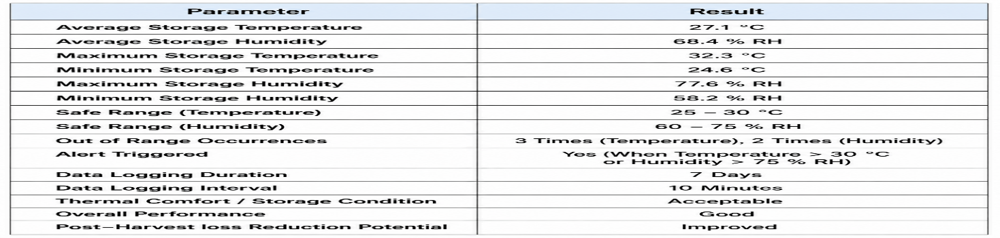 Parameter Result
Average Storage Temperature 27.1 °C
Average Storage Humidity 68.4 % RH
Maximum Storage Temperature 32.3 °C
Minimum Storage Temperature 24.6 °C
Maximum Storage Humidity 77.6 % RH
Minimum Storage Humidity 58.2 % RH
Safe Range (Temperature) 25 – 30 °C
Safe Range (Humidity) 60 – 75 % RH
Out of Range Occurrences 3 Times (Temperature), 2 Times (Humidity)
Alert Triggered Yes (When Temperature > 30 °C
or Humidity > 75 % RH)
Data Logging Duration 7 Days
Data Logging Interval 10 Minutes
Thermal Comfort / Storage Condition Acceptable
Overall Performance Good
Post–Harvest loss Reduction Potential Improved